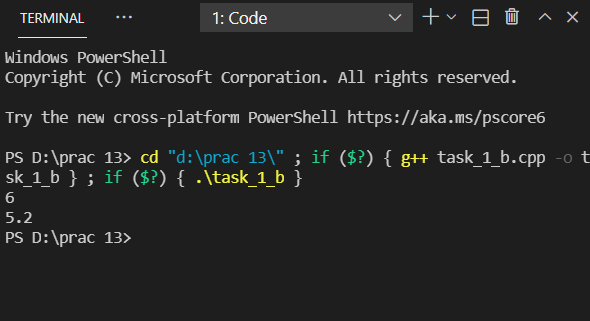 TERMINAL ··· 1: Code
Windows PowerShell
Copyright (C) Microsoft Corporation. All rights reserved.
Try the new cross-platform PowerShell https://aka.ms/pscore6
PS D:\prac 13> cd "d:\prac 13\" ; if ($?) { g++ task_1_b.cpp -o t
sk_1_b } ; if ($?) { .\task_1_b }
6
5.2
PS D:\prac 13>